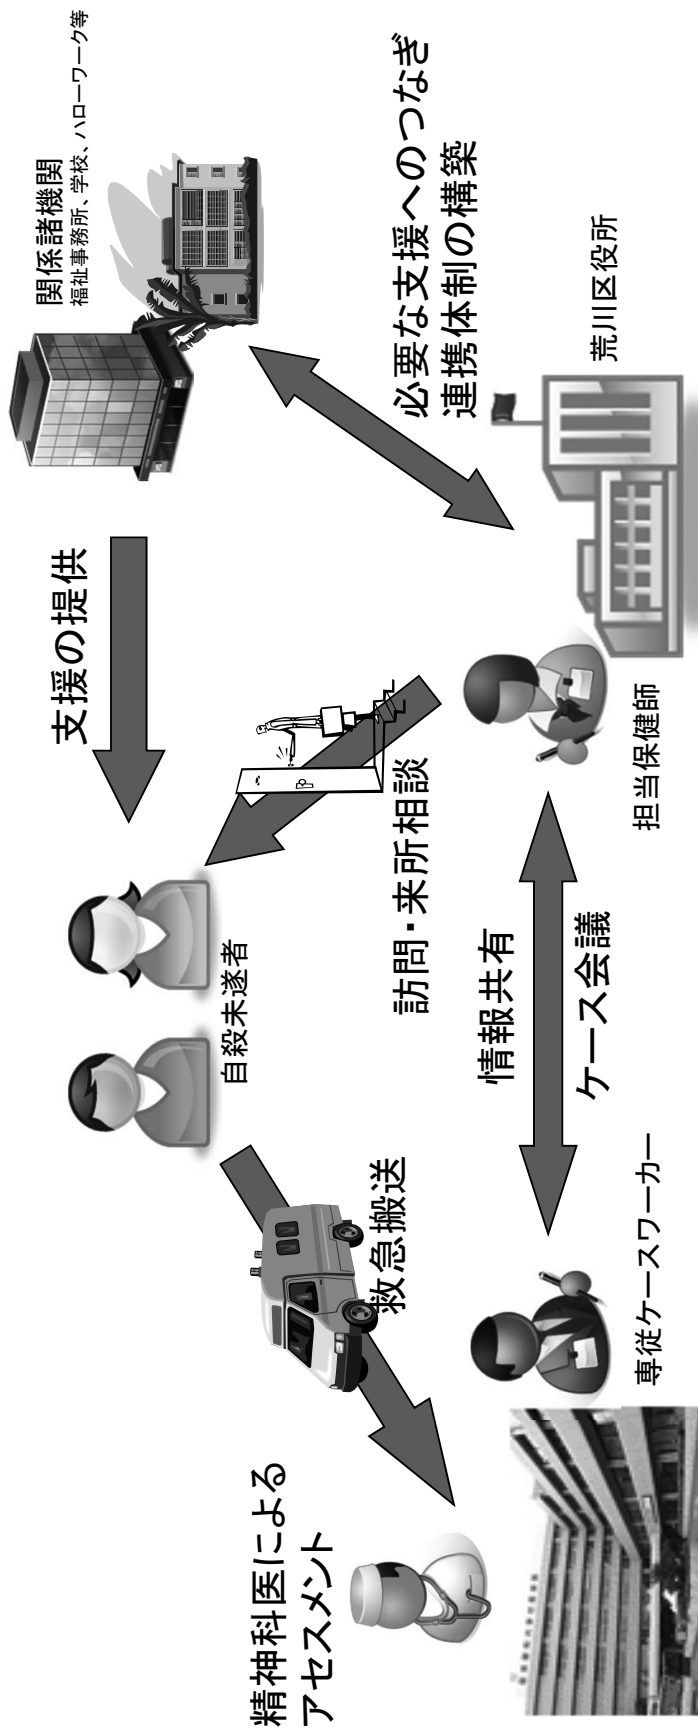 精神科医による
アセスメント
救急搬送
自殺未遂者
支援の提供
関係諸機関
福祉事務所、学校、ハローワーク等
訪問・来所相談
必要な支援へのつなぎ
連携体制の構築
情報共有
ケース会議
専従ケースワーカー
担当保健師
荒川区役所